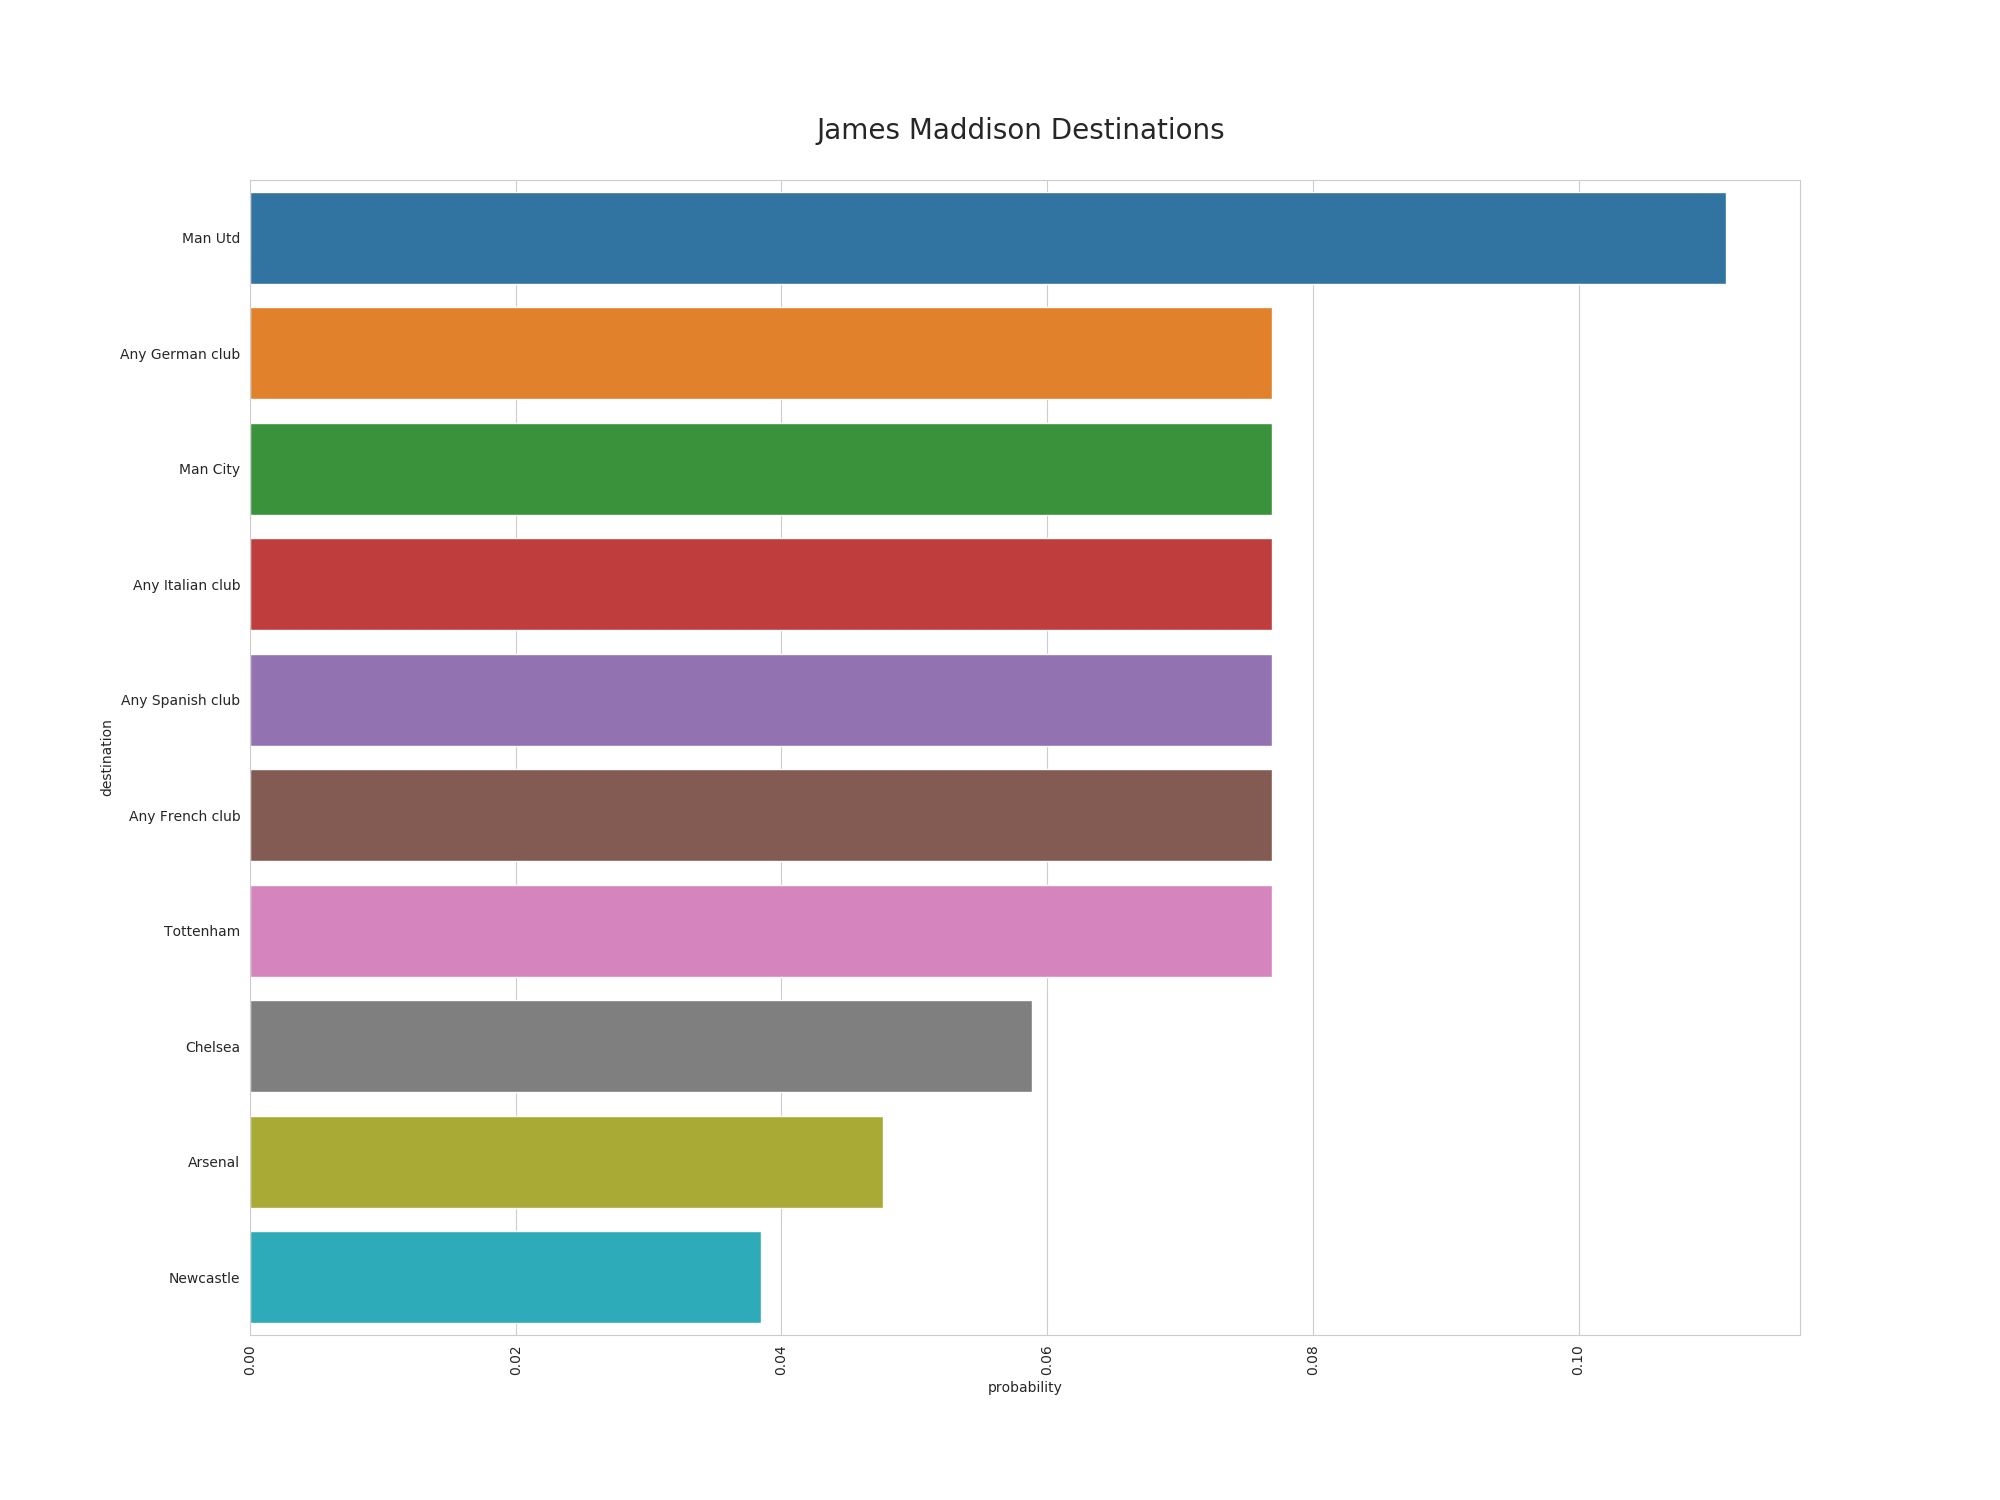 James Maddison Destinations
Man Utd
Any German club
Man City
Any Italian club
Any Spanish club
destination
Any French club
Tottenham
Chelsea
Arsenal
Newcastle
0.00 0.02 0.04 0.06 0.08 0.10
probability